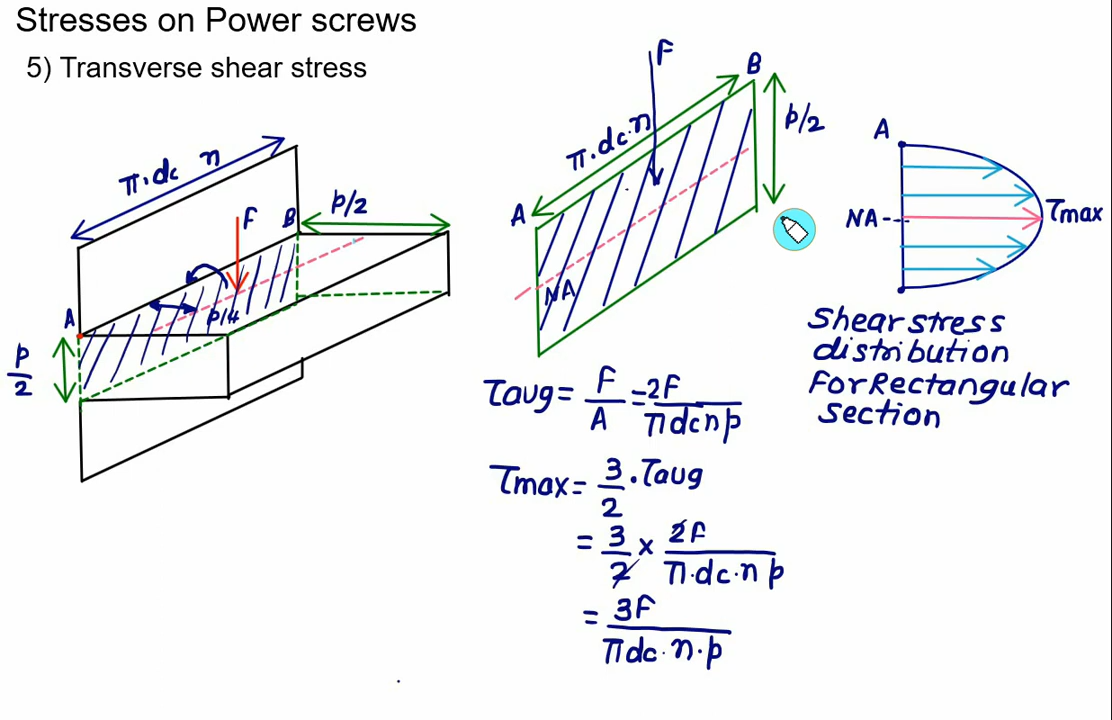 Stresses on Power screws
5) Transverse shear stress
π.dc n
F
B
p/2
A
p/4
p/2
F
B
π.dc.n
p/2
A
NA
A
NA
τmax
Shear stress
distribution
For Rectangular
Section
τavg = F/A = 2F/πdcnp
τmax = 3/2 . τavg
= 3/2 x 2F/π.dc.n p
= 3F/πdc.n.p